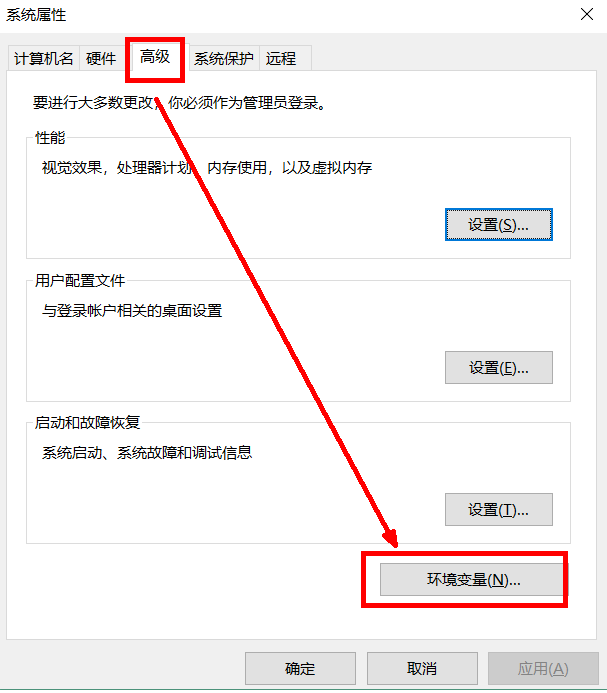 系统属性
计算机名 硬件 高级 系统保护 远程
要进行大多数更改，你必须作为管理员登录。
性能
视觉效果，处理器计划，内存使用，以及虚拟内存
设置(S)...
用户配置文件
与登录帐户相关的桌面设置
设置(E)...
启动和故障恢复
系统启动、系统故障和调试信息
设置(T)...
环境变量(N)...
确定 取消 应用(A)